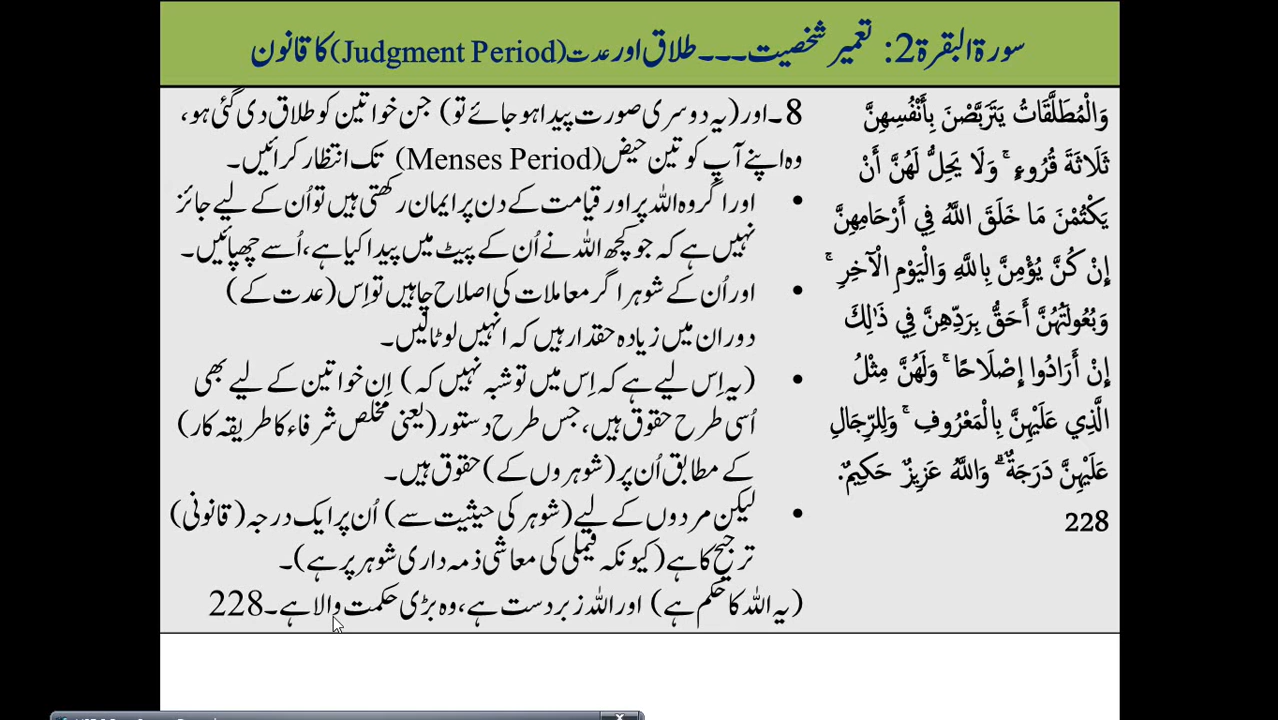 سورۃ البقرۃ 2: تعمیر شخصیت۔۔۔طلاق اور عدت (Judgment Period) کا قانون
وَالْمُطَلَّقَاتُ يَتَرَبَّصْنَ بِأَنْفُسِهِنَّ
ثَلَاثَةَ قُرُوءٍ ۚ وَلَا يَحِلُّ لَهُنَّ أَنْ
يَكْتُمْنَ مَا خَلَقَ اللَّهُ فِي أَرْحَامِهِنَّ
إِنْ كُنَّ يُؤْمِنَّ بِاللَّهِ وَالْيَوْمِ الْآخِرِ ۚ
وَبُعُولَتُهُنَّ أَحَقُّ بِرَدِّهِنَّ فِي ذَٰلِكَ
إِنْ أَرَادُوا إِصْلَاحًا ۚ وَلَهُنَّ مِثْلُ
الَّذِي عَلَيْهِنَّ بِالْمَعْرُوفِ ۚ وَلِلرِّجَالِ
عَلَيْهِنَّ دَرَجَةٌ ۗ وَاللَّهُ عَزِيزٌ حَكِيمٌ.
228
8۔ اور (یہ دوسری صورت پیدا ہو جائے تو) جن خواتین کو طلاق دی گئی ہو،
وہ اپنے آپ کو تین حیض (Menses Period) تک انتظار کرائیں۔
• اور اگر وہ اللہ پر اور قیامت کے دن پر ایمان رکھتی ہیں تو اُن کے لیے جائز
نہیں ہے کہ جو کچھ اللہ نے اُن کے پیٹ میں پیدا کیا ہے، اُسے چھپائیں۔
• اور اُن کے شوہر اگر معاملات کی اصلاح چاہیں تو اِس (عدت کے)
دوران میں زیادہ حقدار ہیں کہ انہیں لوٹا لیں۔
• (یہ اِس لیے ہے کہ اِس میں تو شبہ نہیں کہ) اِن خواتین کے لیے بھی
اُسی طرح حقوق ہیں، جس طرح دستور (یعنی مخلص شرفاء کا طریقہ کار)
کے مطابق اُن پر (شوہروں کے) حقوق ہیں۔
• لیکن مردوں کے لیے (شوہر کی حیثیت سے) اُن پر ایک درجہ (قانونی)
ترجیح کا ہے (کیونکہ فیملی کی معاشی ذمہ داری شوہر پر ہے)۔
(یہ اللہ کا حکم ہے) اور اللہ زبردست ہے، وہ بڑی حکمت والا ہے۔ 228